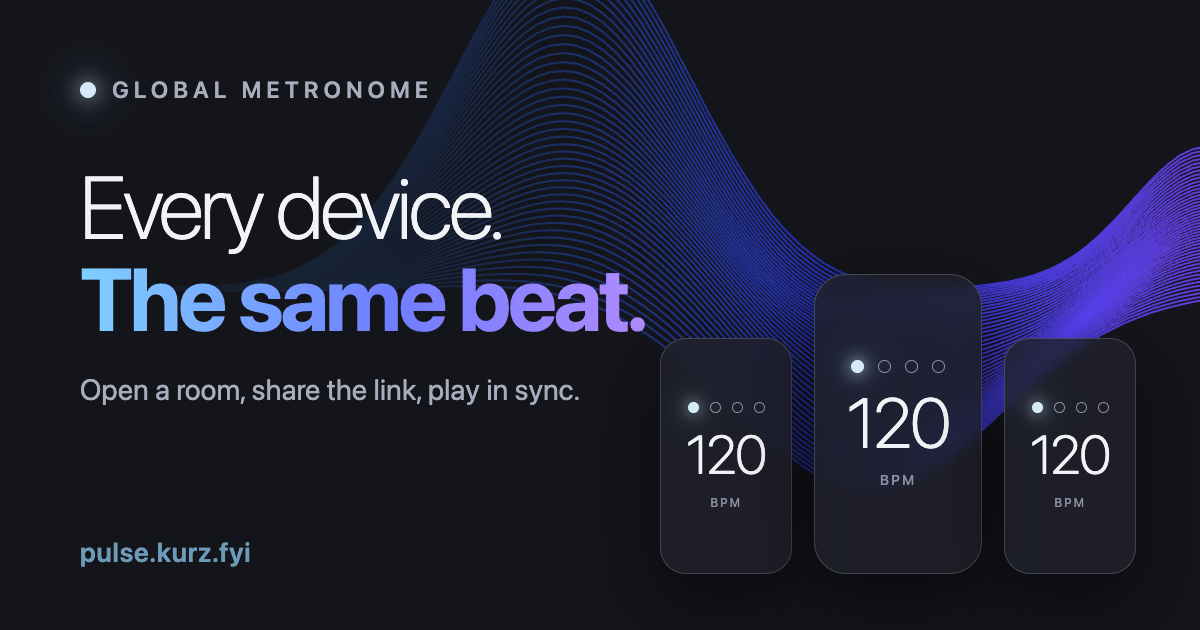 GLOBAL METRONOME
Every device.
The same beat.
Open a room, share the link, play in sync.
120
BPM
120
BPM
120
BPM
pulse.kurz.fyi